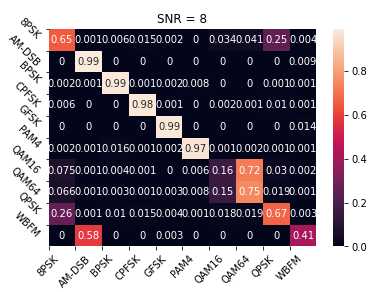 SNR = 8
8PSK 0.65 0.001 0.006 0.015 0.002 0 0.034 0.041 0.25 0.004
AM-DSB 0 0.99 0 0 0 0 0 0 0 0.009
BPSK 0.002 0.001 0.99 0.001 0.002 0.008 0 0 0.001 0.001
CPFSK 0.006 0 0 0.98 0.001 0 0.002 0.001 0.01 0.001
GFSK 0 0 0 0 0.99 0 0 0 0 0.014
PAM4 0.002 0.001 0.016 0.001 0.002 0.97 0.001 0.002 0 0
QAM16 0.075 0.001 0.004 0.001 0 0.006 0.16 0.72 0.03 0.002
QAM64 0.066 0.001 0.003 0.001 0.003 0.008 0.15 0.75 0.019 0.001
QPSK 0.26 0.001 0.01 0.015 0.004 0.001 0.018 0.019 0.67 0.003
WBFM 0 0.58 0 0 0.003 0 0 0 0 0.41
8PSK AM-DSB BPSK CPFSK GFSK PAM4 QAM16 QAM64 QPSK WBFM
0.8
0.6
0.4
0.2
0.0